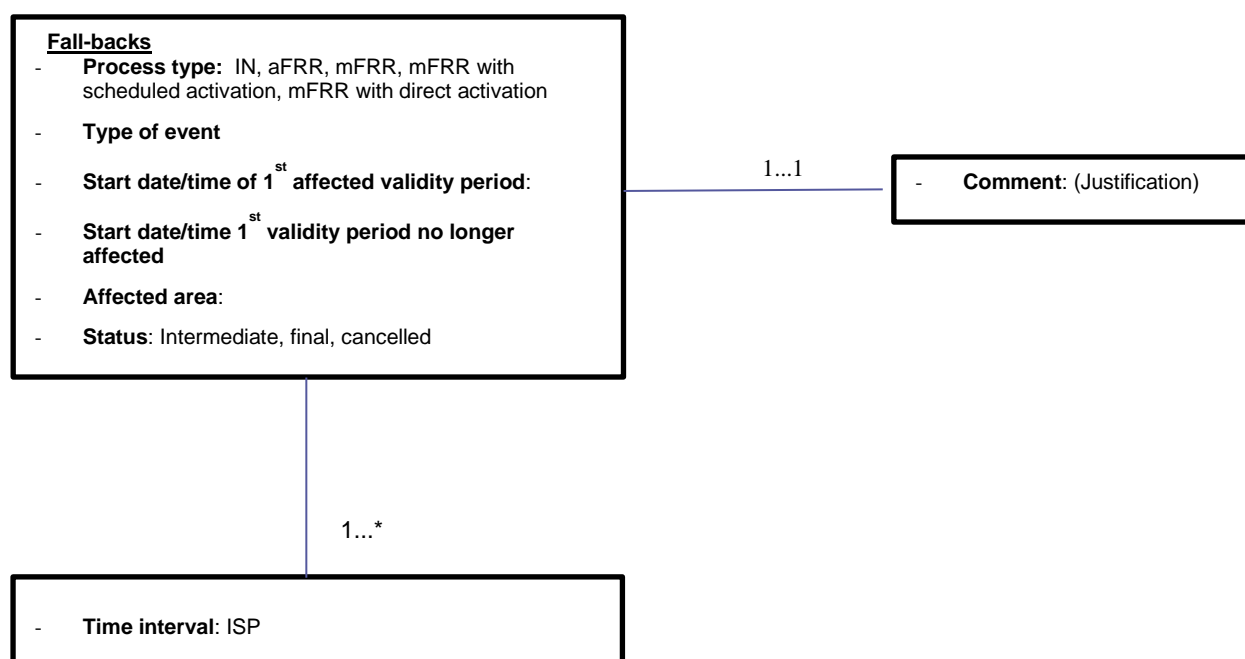 Fall-backs
- Process type: IN, aFRR, mFRR, mFRR with
scheduled activation, mFRR with direct activation
- Type of event
- Start date/time of 1st affected validity period:
- Start date/time 1st validity period no longer
affected
- Affected area:
- Status: Intermediate, final, cancelled
1...1
- Comment: (Justification)
1...*
- Time interval: ISP